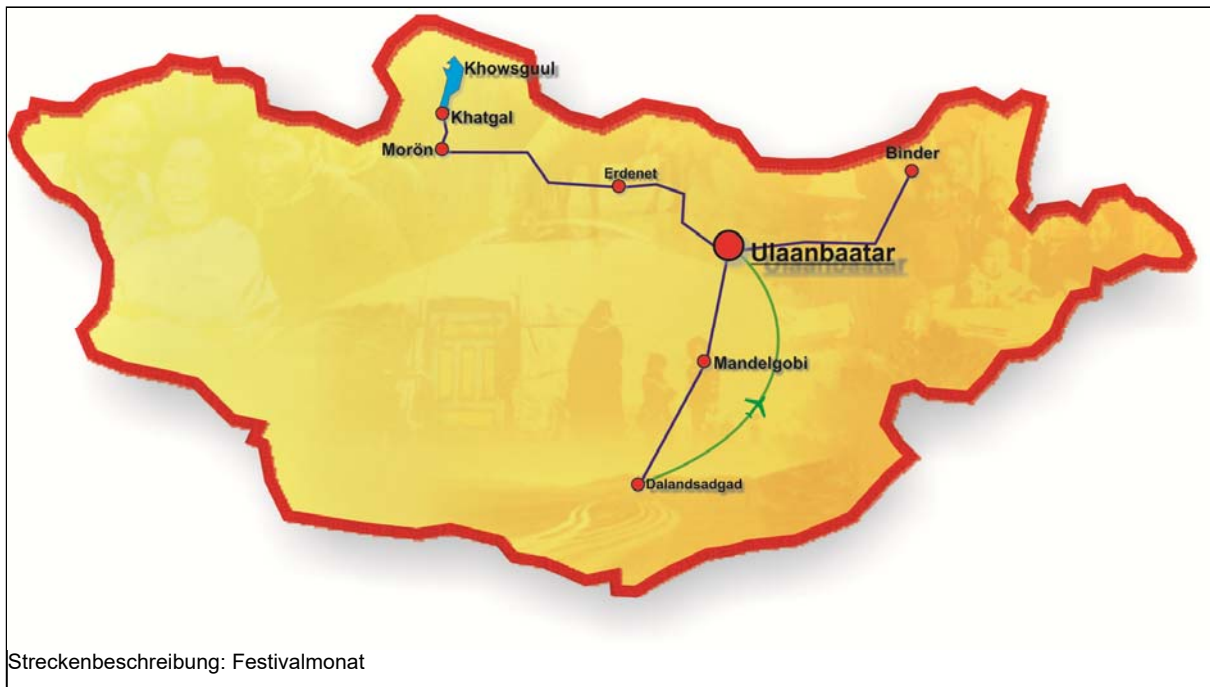 Khowsguul
Khatgal
Morön
Binder
Erdenet
Ulaanbaatar
Mandelgobi
Dalandsadgad
Streckenbeschreibung: Festivalmonat